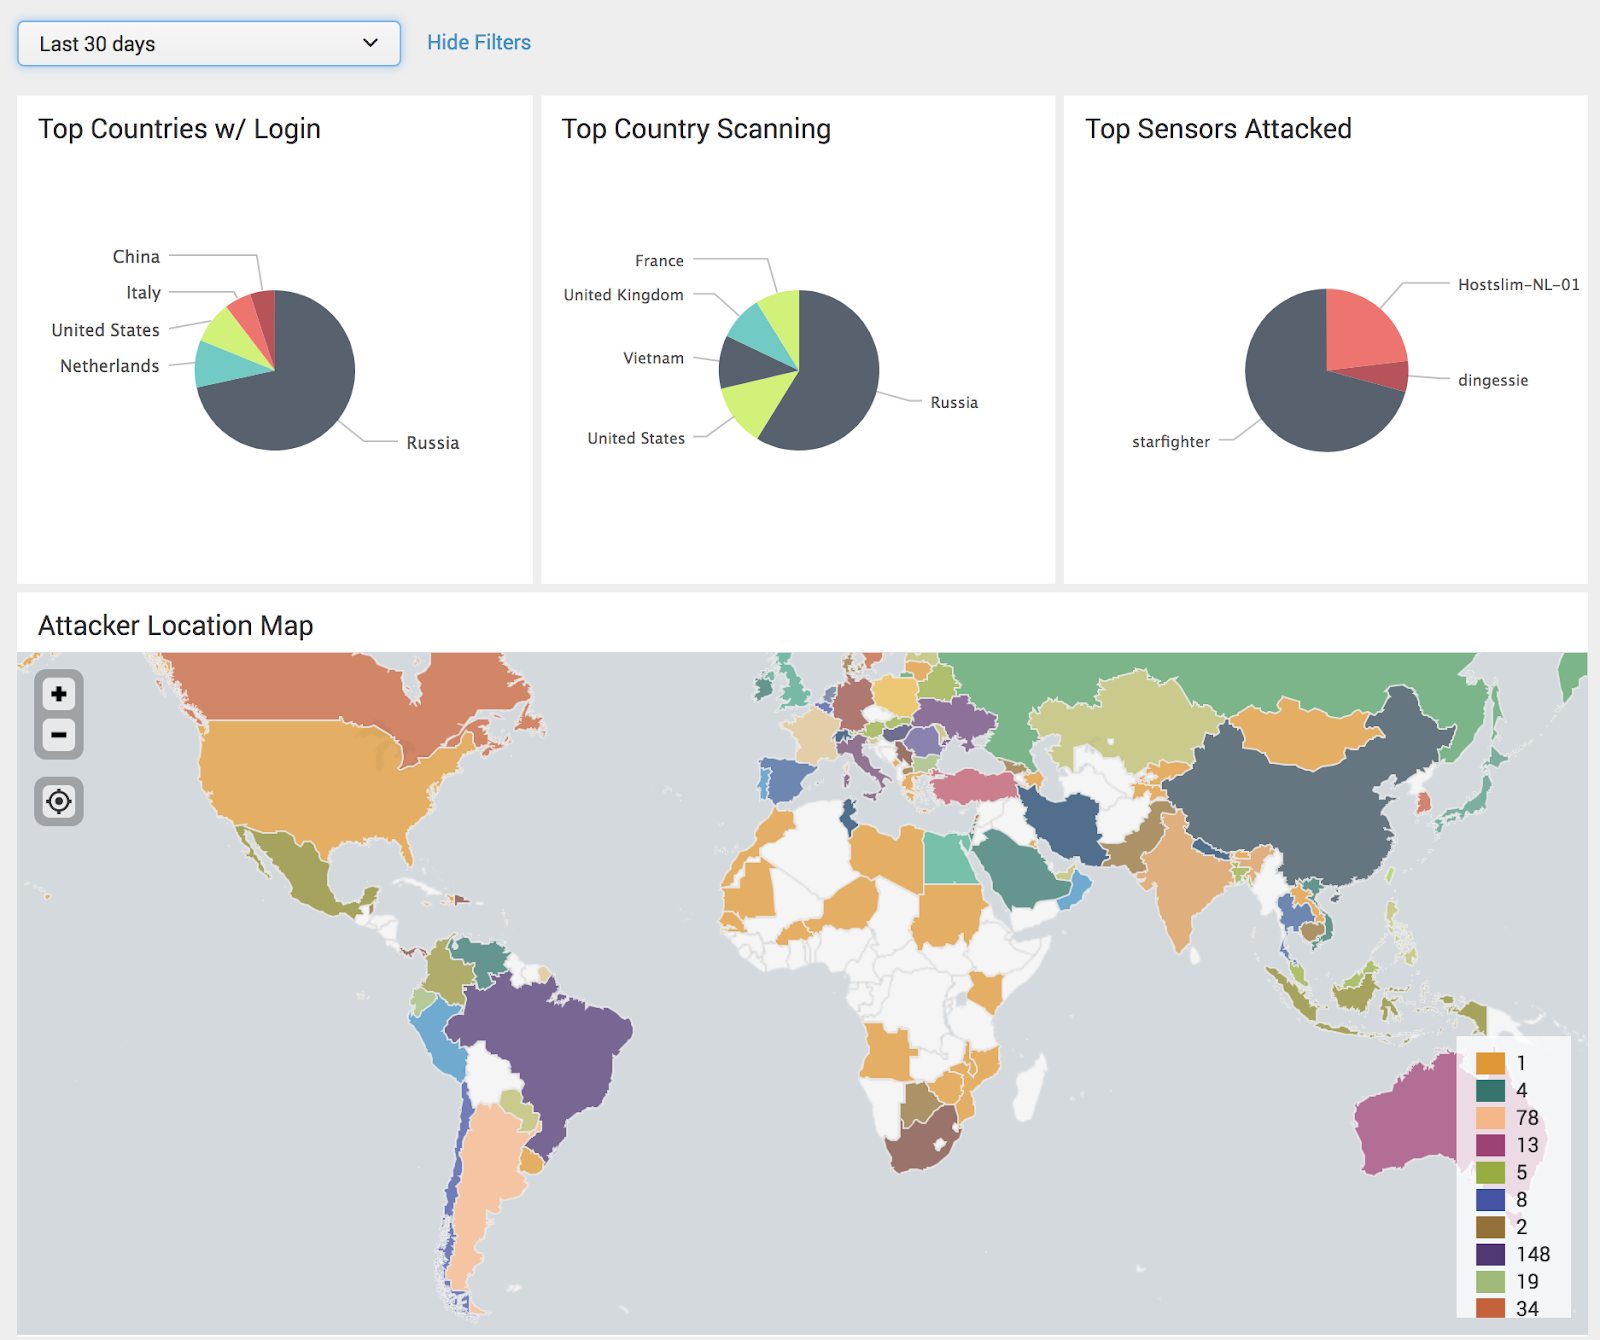 Last 30 days
Hide Filters
Top Countries w/ Login
China
Italy
United States
Netherlands
Russia
Top Country Scanning
France
United Kingdom
Vietnam
United States
Russia
Top Sensors Attacked
Hostslim-NL-01
dingessie
starfighter
Attacker Location Map
+
-
1
4
78
13
5
8
2
148
19
34